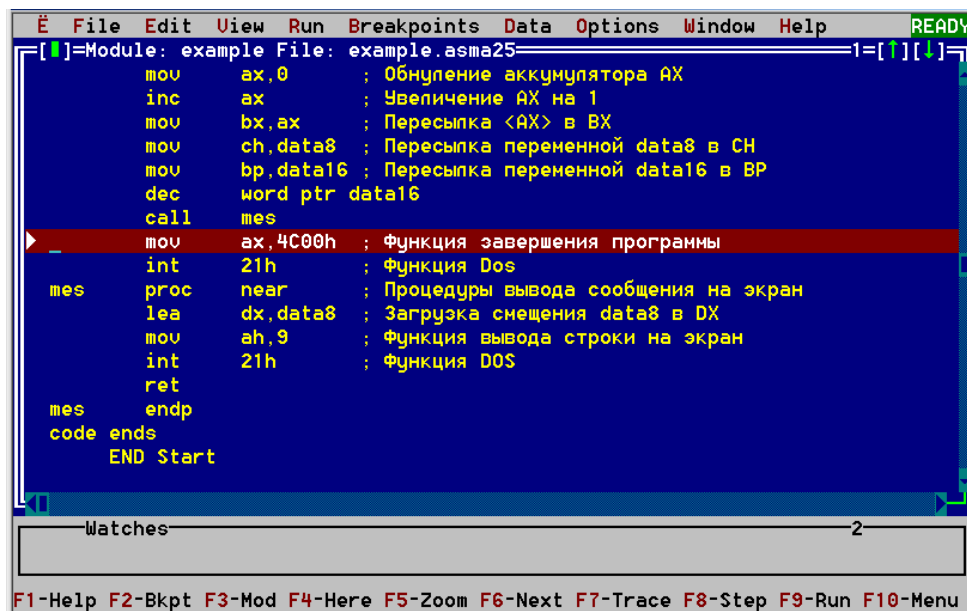 Ë File Edit View Run Breakpoints Data Options Window Help READY
[▮]=Module: example File: example.asma25 1=[↑][↓]
mov ax,0 ; Обнуление аккумулятора AX
inc ax ; Увеличение AX на 1
mov bx,ax ; Пересылка <AX> в BX
mov ch,data8 ; Пересылка переменной data8 в CH
mov bp,data16 ; Пересылка переменной data16 в BP
dec word ptr data16
call mes
mov ax,4C00h ; Функция завершения программы
int 21h ; Функция Dos
mes proc near ; Процедуры вывода сообщения на экран
lea dx,data8 ; Загрузка смещения data8 в DX
mov ah,9 ; Функция вывода строки на экран
int 21h ; Функция DOS
ret
mes endp
code ends
END Start
Watches 2
F1-Help F2-Bkpt F3-Mod F4-Here F5-Zoom F6-Next F7-Trace F8-Step F9-Run F10-Menu